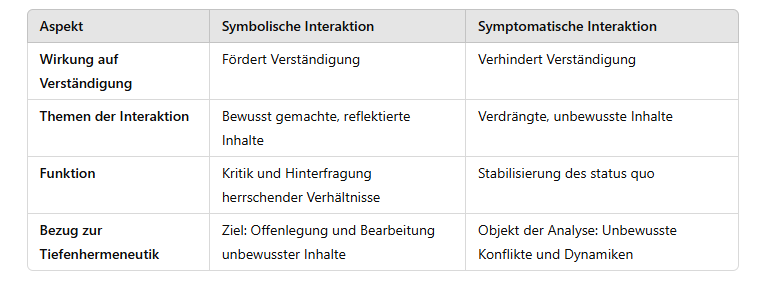 Aspekt Symbolische Interaktion Symptomatische Interaktion
Wirkung auf Fördert Verständigung Verhindert Verständigung
Verständigung
Themen der Interaktion Bewusst gemachte, reflektierte Verdrängte, unbewusste Inhalte
Inhalte
Funktion Kritik und Hinterfragung Stabilisierung des status quo
herrschender Verhältnisse
Bezug zur Ziel: Offenlegung und Bearbeitung Objekt der Analyse: Unbewusste
Tiefenhermeneutik unbewusster Inhalte Konflikte und Dynamiken